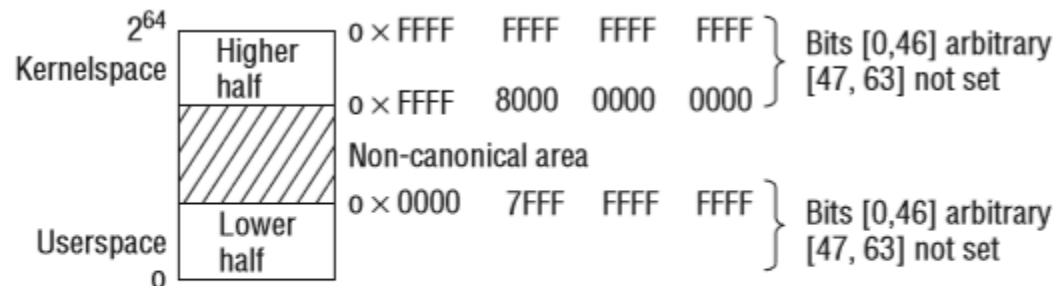 2^64
Kernelspace
Higher
half
o × FFFF FFFF FFFF FFFF
o × FFFF 8000 0000 0000
Bits [0,46] arbitrary
[47, 63] not set
Non-canonical area
o × 0000 7FFF FFFF FFFF
Userspace
Lower
half
o
Bits [0,46] arbitrary
[47, 63] not set